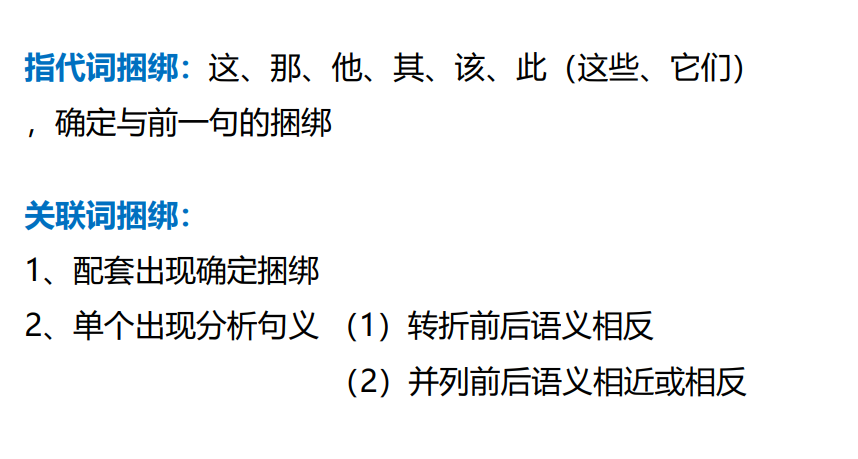 指代词捆绑：这、那、他、其、该、此（这些、它们）
，确定与前一句的捆绑
关联词捆绑：
1、配套出现确定捆绑
2、单个出现分析句义 （1）转折前后语义相反
（2）并列前后语义相近或相反